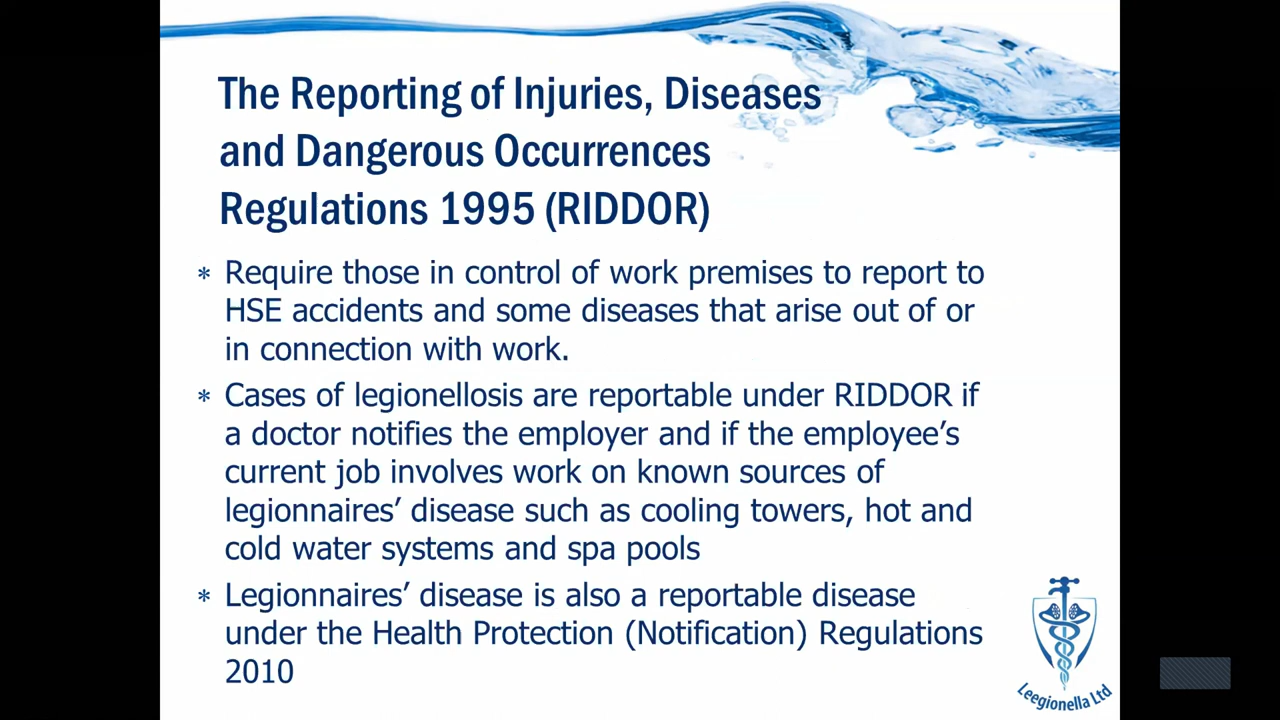 The Reporting of Injuries, Diseases
and Dangerous Occurrences
Regulations 1995 (RIDDOR)
* Require those in control of work premises to report to
HSE accidents and some diseases that arise out of or
in connection with work.
* Cases of legionellosis are reportable under RIDDOR if
a doctor notifies the employer and if the employee’s
current job involves work on known sources of
legionnaires’ disease such as cooling towers, hot and
cold water systems and spa pools
* Legionnaires’ disease is also a reportable disease
under the Health Protection (Notification) Regulations
2010
Leegionella Ltd